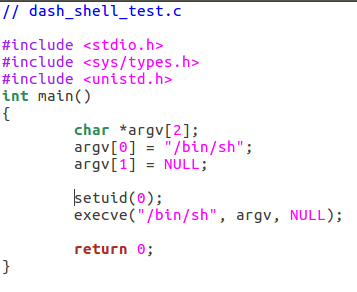 // dash_shell_test.c
#include <stdio.h>
#include <sys/types.h>
#include <unistd.h>
int main()
{
        char *argv[2];
        argv[0] = "/bin/sh";
        argv[1] = NULL;
        setuid(0);
        execve("/bin/sh", argv, NULL);
        return 0;
}